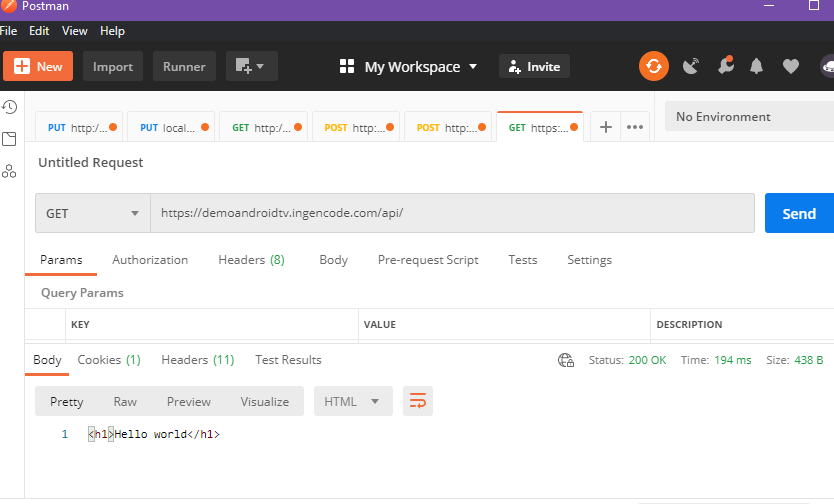 Postman
File Edit View Help
New Import Runner My Workspace Invite
PUT http:/... PUT local... GET http:/... POST http:... POST http:... GET https:... No Environment
Untitled Request
GET https://demoandroidtv.ingencode.com/api/ Send
Params Authorization Headers (8) Body Pre-request Script Tests Settings
Query Params
KEY VALUE DESCRIPTION
Body Cookies (1) Headers (11) Test Results Status: 200 OK Time: 194 ms Size: 438 B
Pretty Raw Preview Visualize HTML
1 <h1>Hello world</h1>